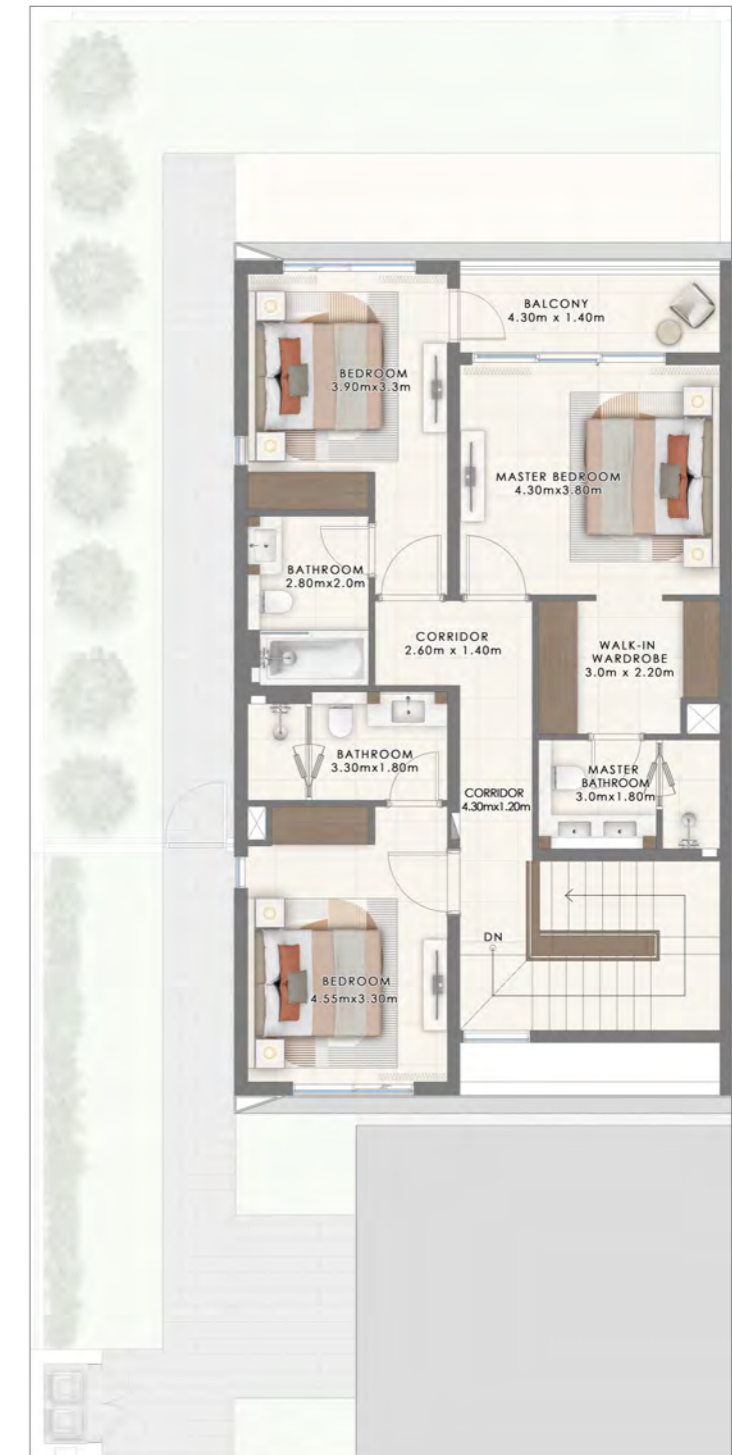 BALCONY
4.30m x 1.40m
BEDROOM
3.90mx3.3m
MASTER BEDROOM
4.30mx3.80m
BATHROOM
2.80mx2.0m
CORRIDOR
2.60m x 1.40m
WALK-IN
WARDROBE
3.0m x 2.20m
BATHROOM
3.30mx1.80m
MASTER
BATHROOM
3.0mx1.80m
CORRIDOR
4.30mx1.20m
DN
BEDROOM
4.55mx3.30m